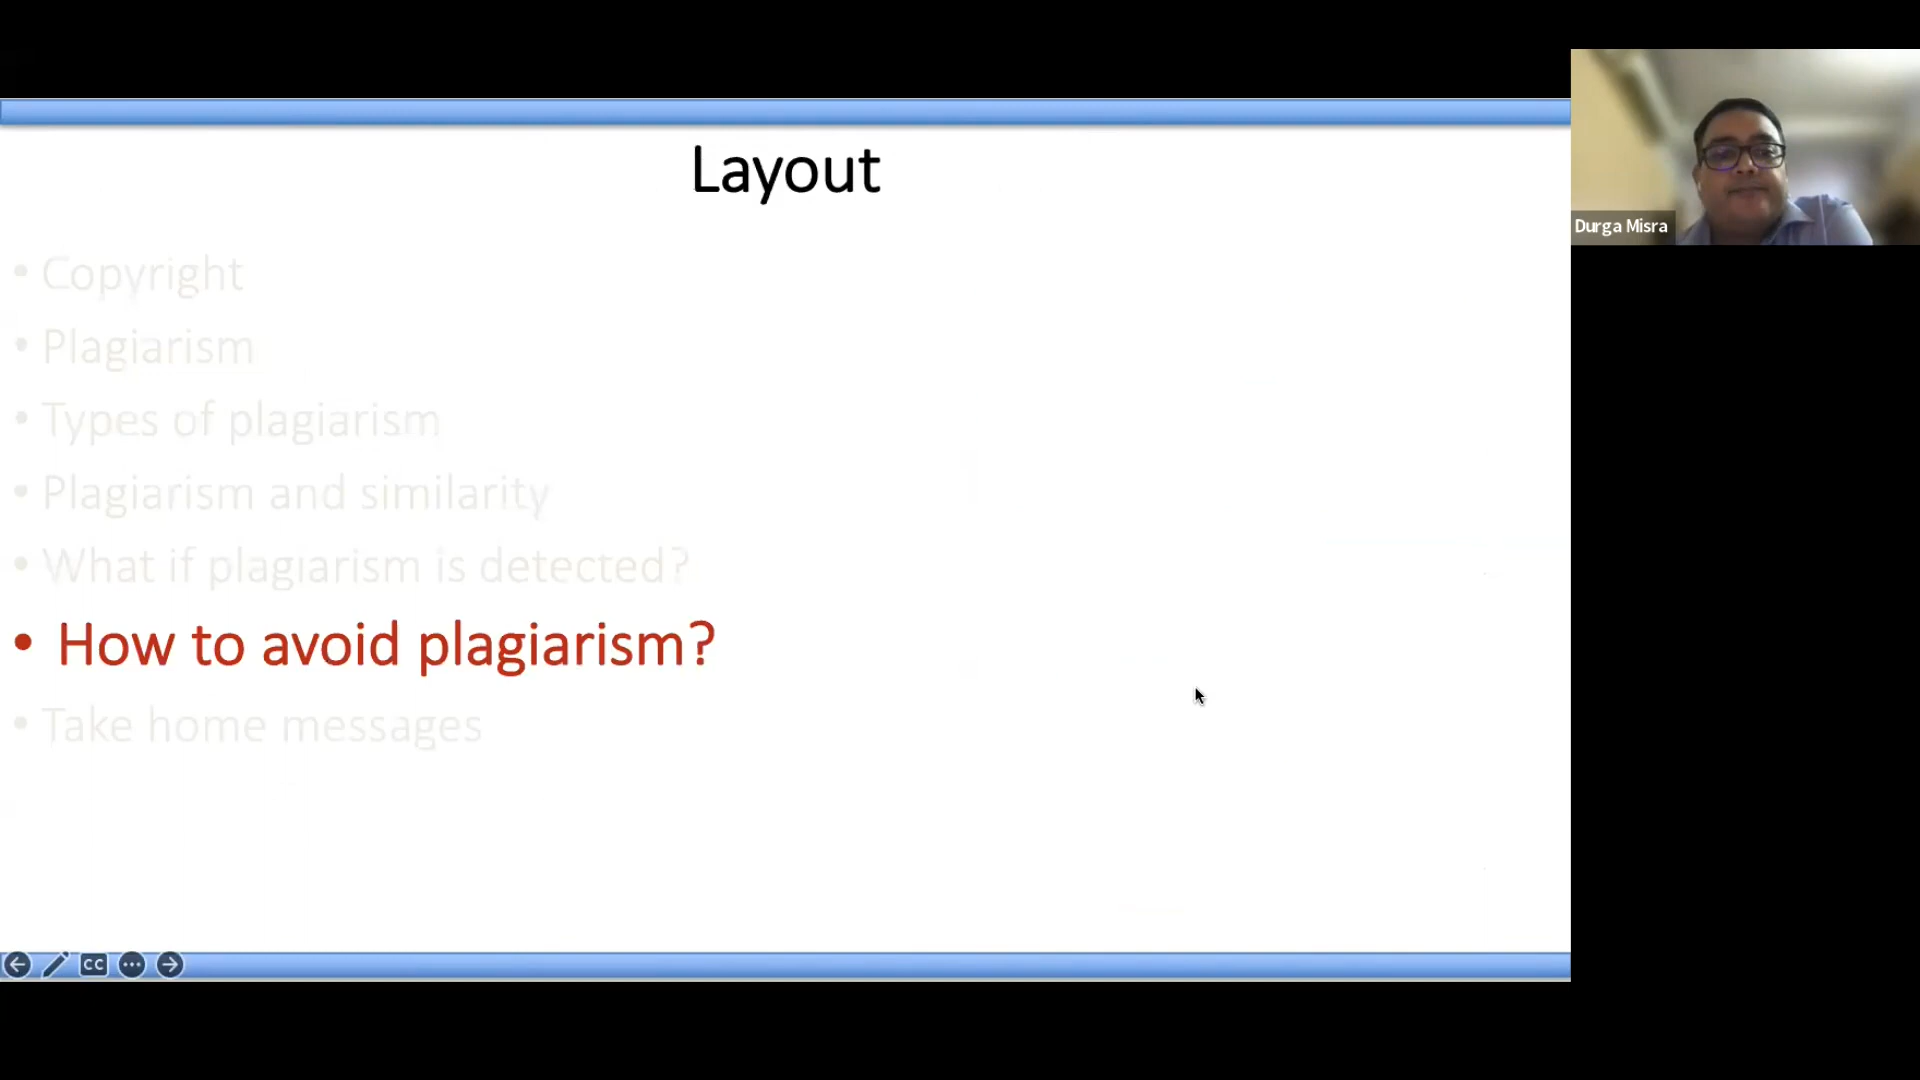 Layout
• Copyright
• Plagiarism
• Types of plagiarism
• Plagiarism and similarity
• What if plagiarism is detected?
• How to avoid plagiarism?
• Take home messages
Durga Misra
CC